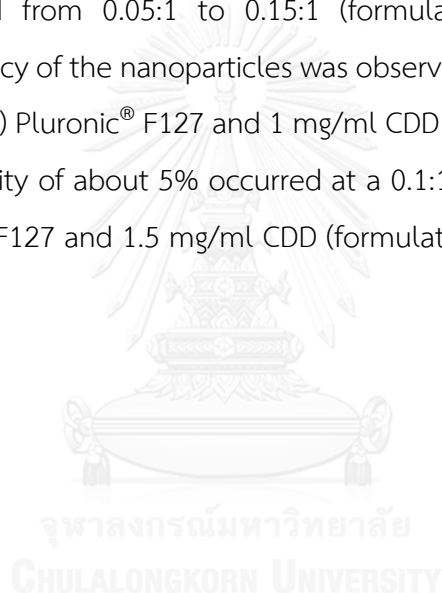 d from 0.05:1 to 0.15:1 (formula
cy of the nanoparticles was observ
) Pluronic® F127 and 1 mg/ml CDD
ity of about 5% occurred at a 0.1:1
F127 and 1.5 mg/ml CDD (formulat
จุฬาลงกรณ์มหาวิทยาลัย
CHULALONGKORN UNIVERSITY